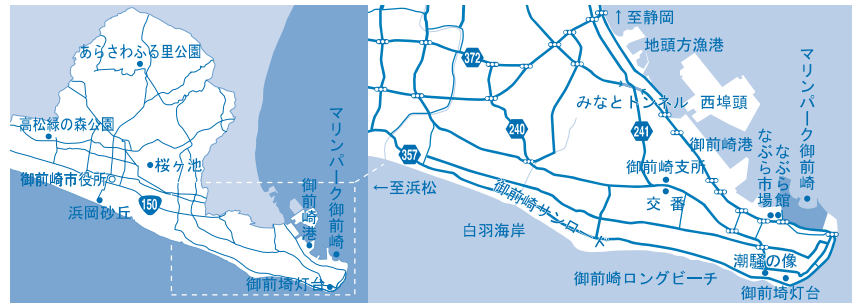 あらさわふる里公園
高松緑の森公園
桜ヶ池
御前崎市役所
浜岡砂丘
150
御前崎港
マリンパーク御前崎
御前埼灯台
↑至静岡
地頭方漁港
372
みなとトンネル
西埠頭
マリンパーク御前崎
240
241
御前崎港
357
御前崎支所
なぶら市場
なぶら館
←至浜松
御前崎サンロード
交番
白羽海岸
潮騒の像
御前崎ロングビーチ
御前埼灯台